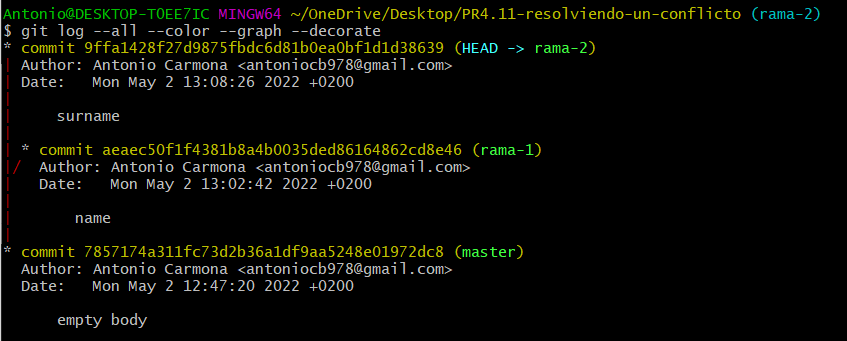 Antonio@DESKTOP-T0EE7IC MINGW64 ~/OneDrive/Desktop/PR4.11-resolviendo-un-conflicto (rama-2)
$ git log --all --color --graph --decorate
* commit 9ffa1428f27d9875fbdc6d81b0ea0bf1d1d38639 (HEAD -> rama-2)
| Author: Antonio Carmona <antoniocb978@gmail.com>
| Date:   Mon May 2 13:08:26 2022 +0200
|
|     surname
|
| * commit aeaec50f1f4381b8a4b0035ded86164862cd8e46 (rama-1)
|/  Author: Antonio Carmona <antoniocb978@gmail.com>
|   Date:   Mon May 2 13:02:42 2022 +0200
|
|       name
|
* commit 7857174a311fc73d2b36a1df9aa5248e01972dc8 (master)
  Author: Antonio Carmona <antoniocb978@gmail.com>
  Date:   Mon May 2 12:47:20 2022 +0200

      empty body